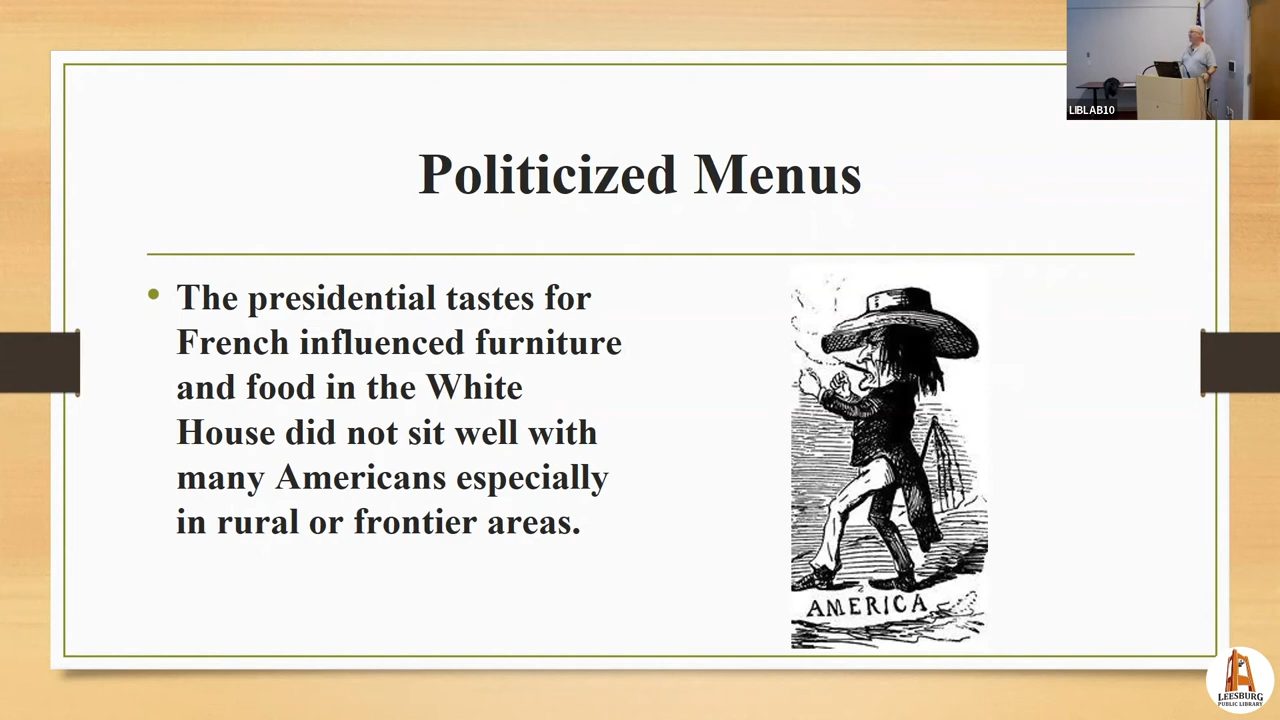 LIBLAB10
Politicized Menus
The presidential tastes for
French influenced furniture
and food in the White
House did not sit well with
many Americans especially
in rural or frontier areas.
AMERICA
LEESBURG
PUBLIC LIBRARY